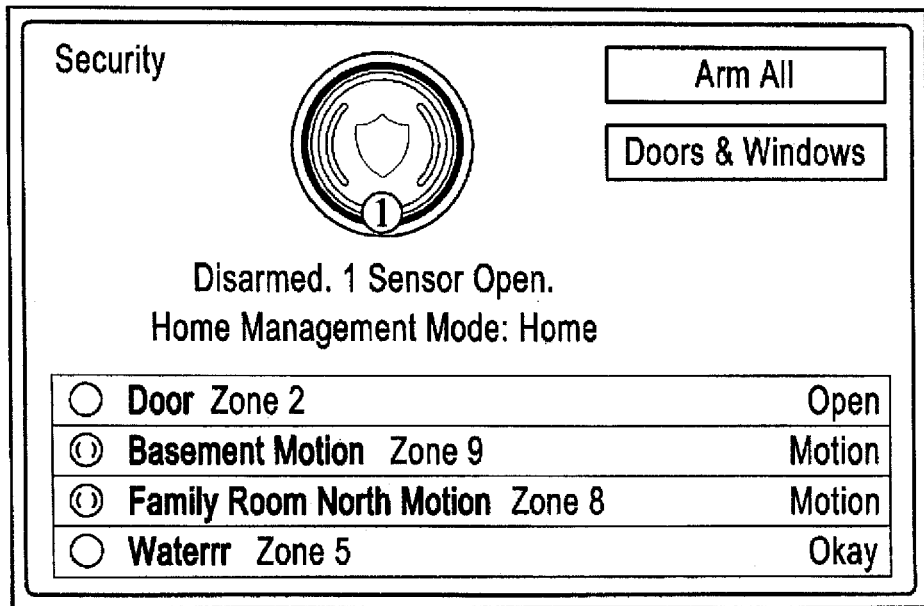 Security
Arm All
Doors & Windows
1
Disarmed. 1 Sensor Open.
Home Management Mode: Home
Door Zone 2 Open
Basement Motion Zone 9 Motion
Family Room North Motion Zone 8 Motion
Waterrr Zone 5 Okay